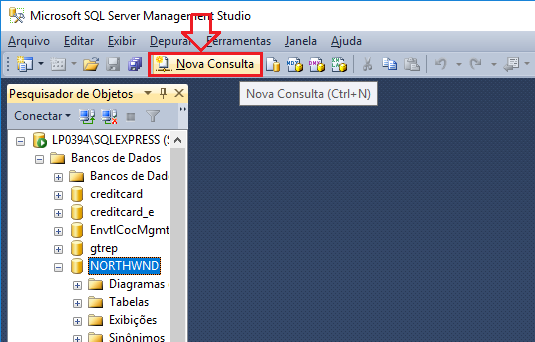 Microsoft SQL Server Management Studio
Arquivo Editar Exibir Depurar Ferramentas Janela Ajuda
Nova Consulta
Nova Consulta (Ctrl+N)
Pesquisador de Objetos
Conectar
LP0394\SQLEXPRESS (S
Bancos de Dados
Bancos de Dad
creditcard
creditcard_e
EnvtlCocMgmt
gtrep
NORTHWND
Diagramas
Tabelas
Exibições
Sinônimos